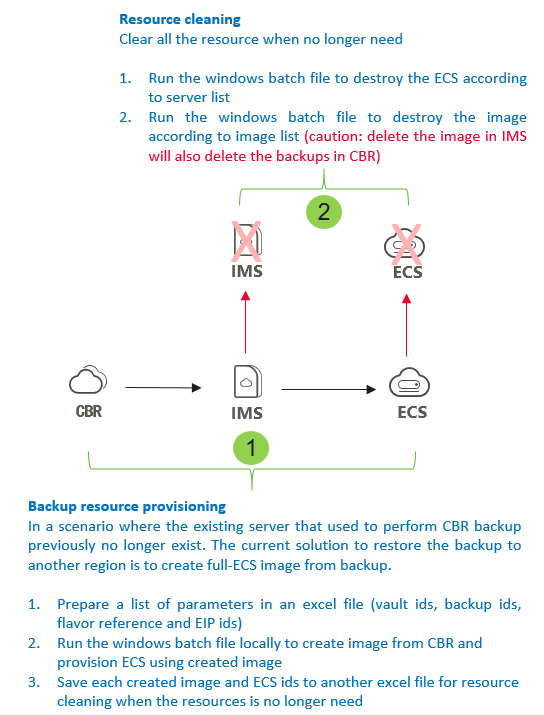 Resource cleaning
Clear all the resource when no longer need
1. Run the windows batch file to destroy the ECS according
to server list
2. Run the windows batch file to destroy the image
according to image list (caution: delete the image in IMS
will also delete the backups in CBR)
2
IMS
ECS
CBR
IMS
ECS
1
Backup resource provisioning
In a scenario where the existing server that used to perform CBR backup
previously no longer exist. The current solution to restore the backup to
another region is to create full-ECS image from backup.
1. Prepare a list of parameters in an excel file (vault ids, backup ids,
flavor reference and EIP ids)
2. Run the windows batch file locally to create image from CBR and
provision ECS using created image
3. Save each created image and ECS ids to another excel file for resource
cleaning when the resources is no longer need